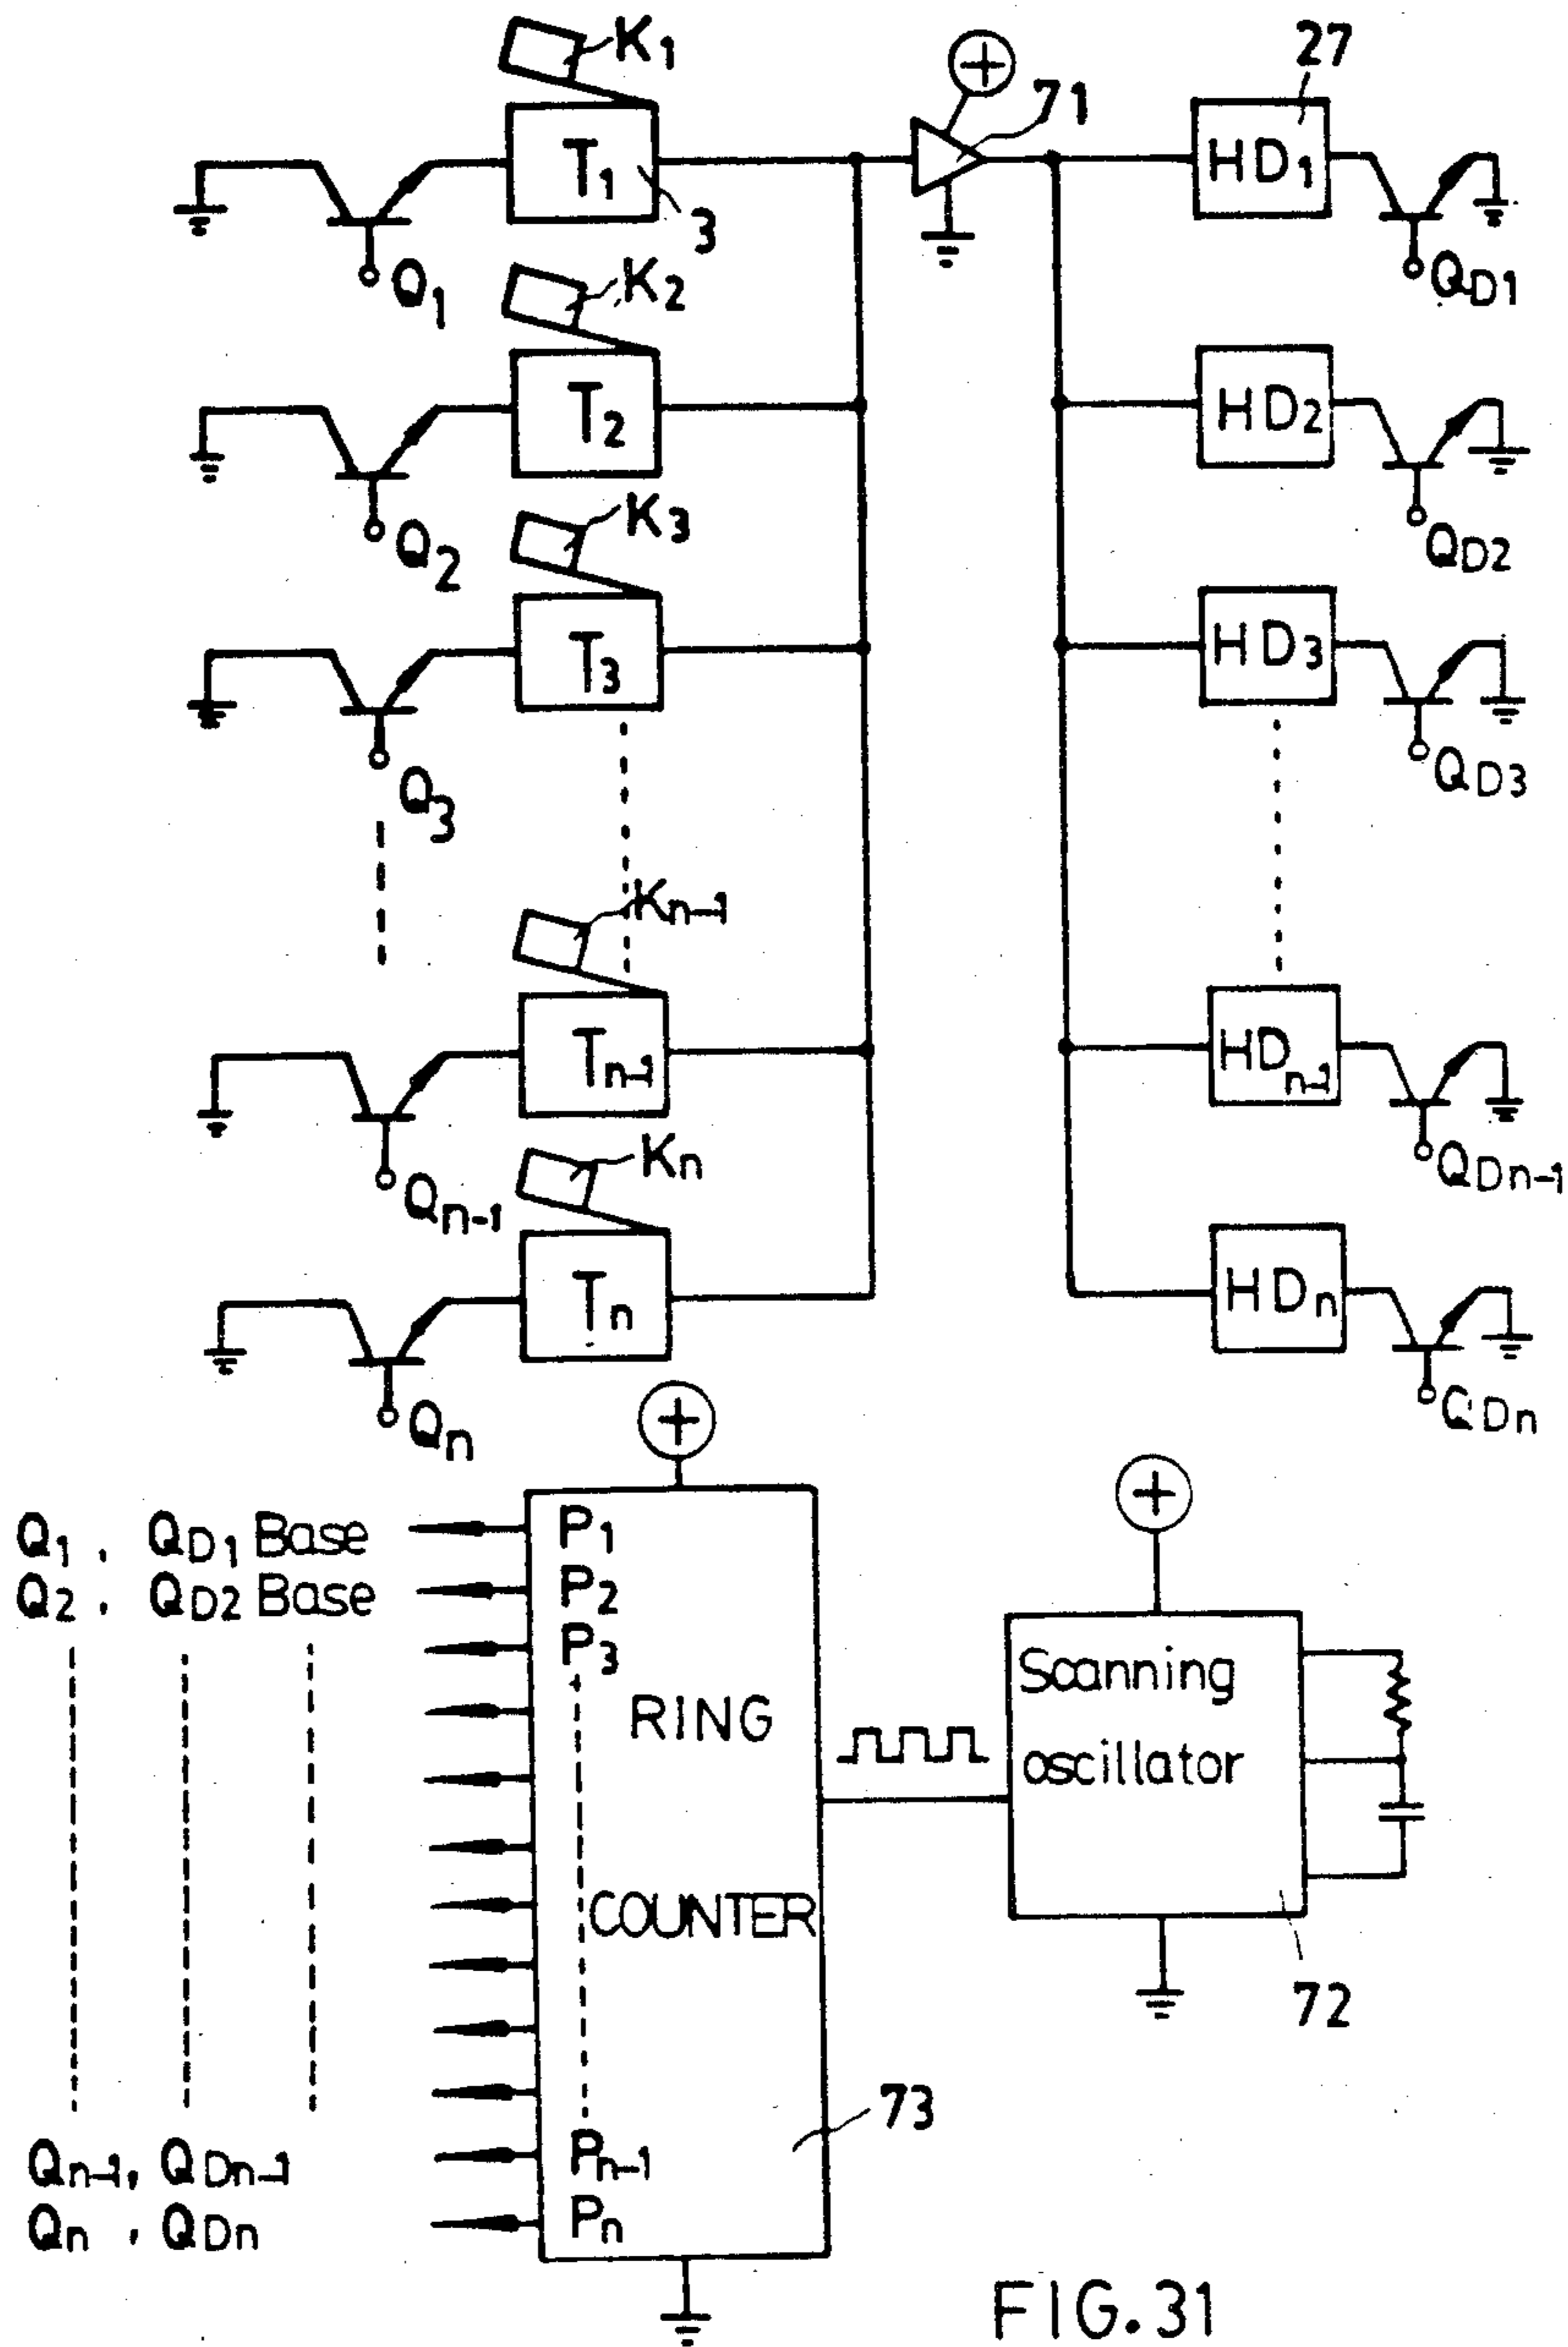 K1
27
+
71
T1
HD1
3
Q1
QD1
K2
T2
HD2
Q2
QD2
K3
T3
HD3
Q3
QD3
Kn-1
Tn-1
HDn-1
Qn-1
QDn-1
Kn
Tn
HDn
Qn
QDn
+
+
Q1, QD1 Base
P1
Q2, QD2 Base
P2
P3
RING
COUNTER
Scanning
oscillator
72
73
Qn-1, QDn-1
Pn-1
Qn, QDn
Pn
FIG.31